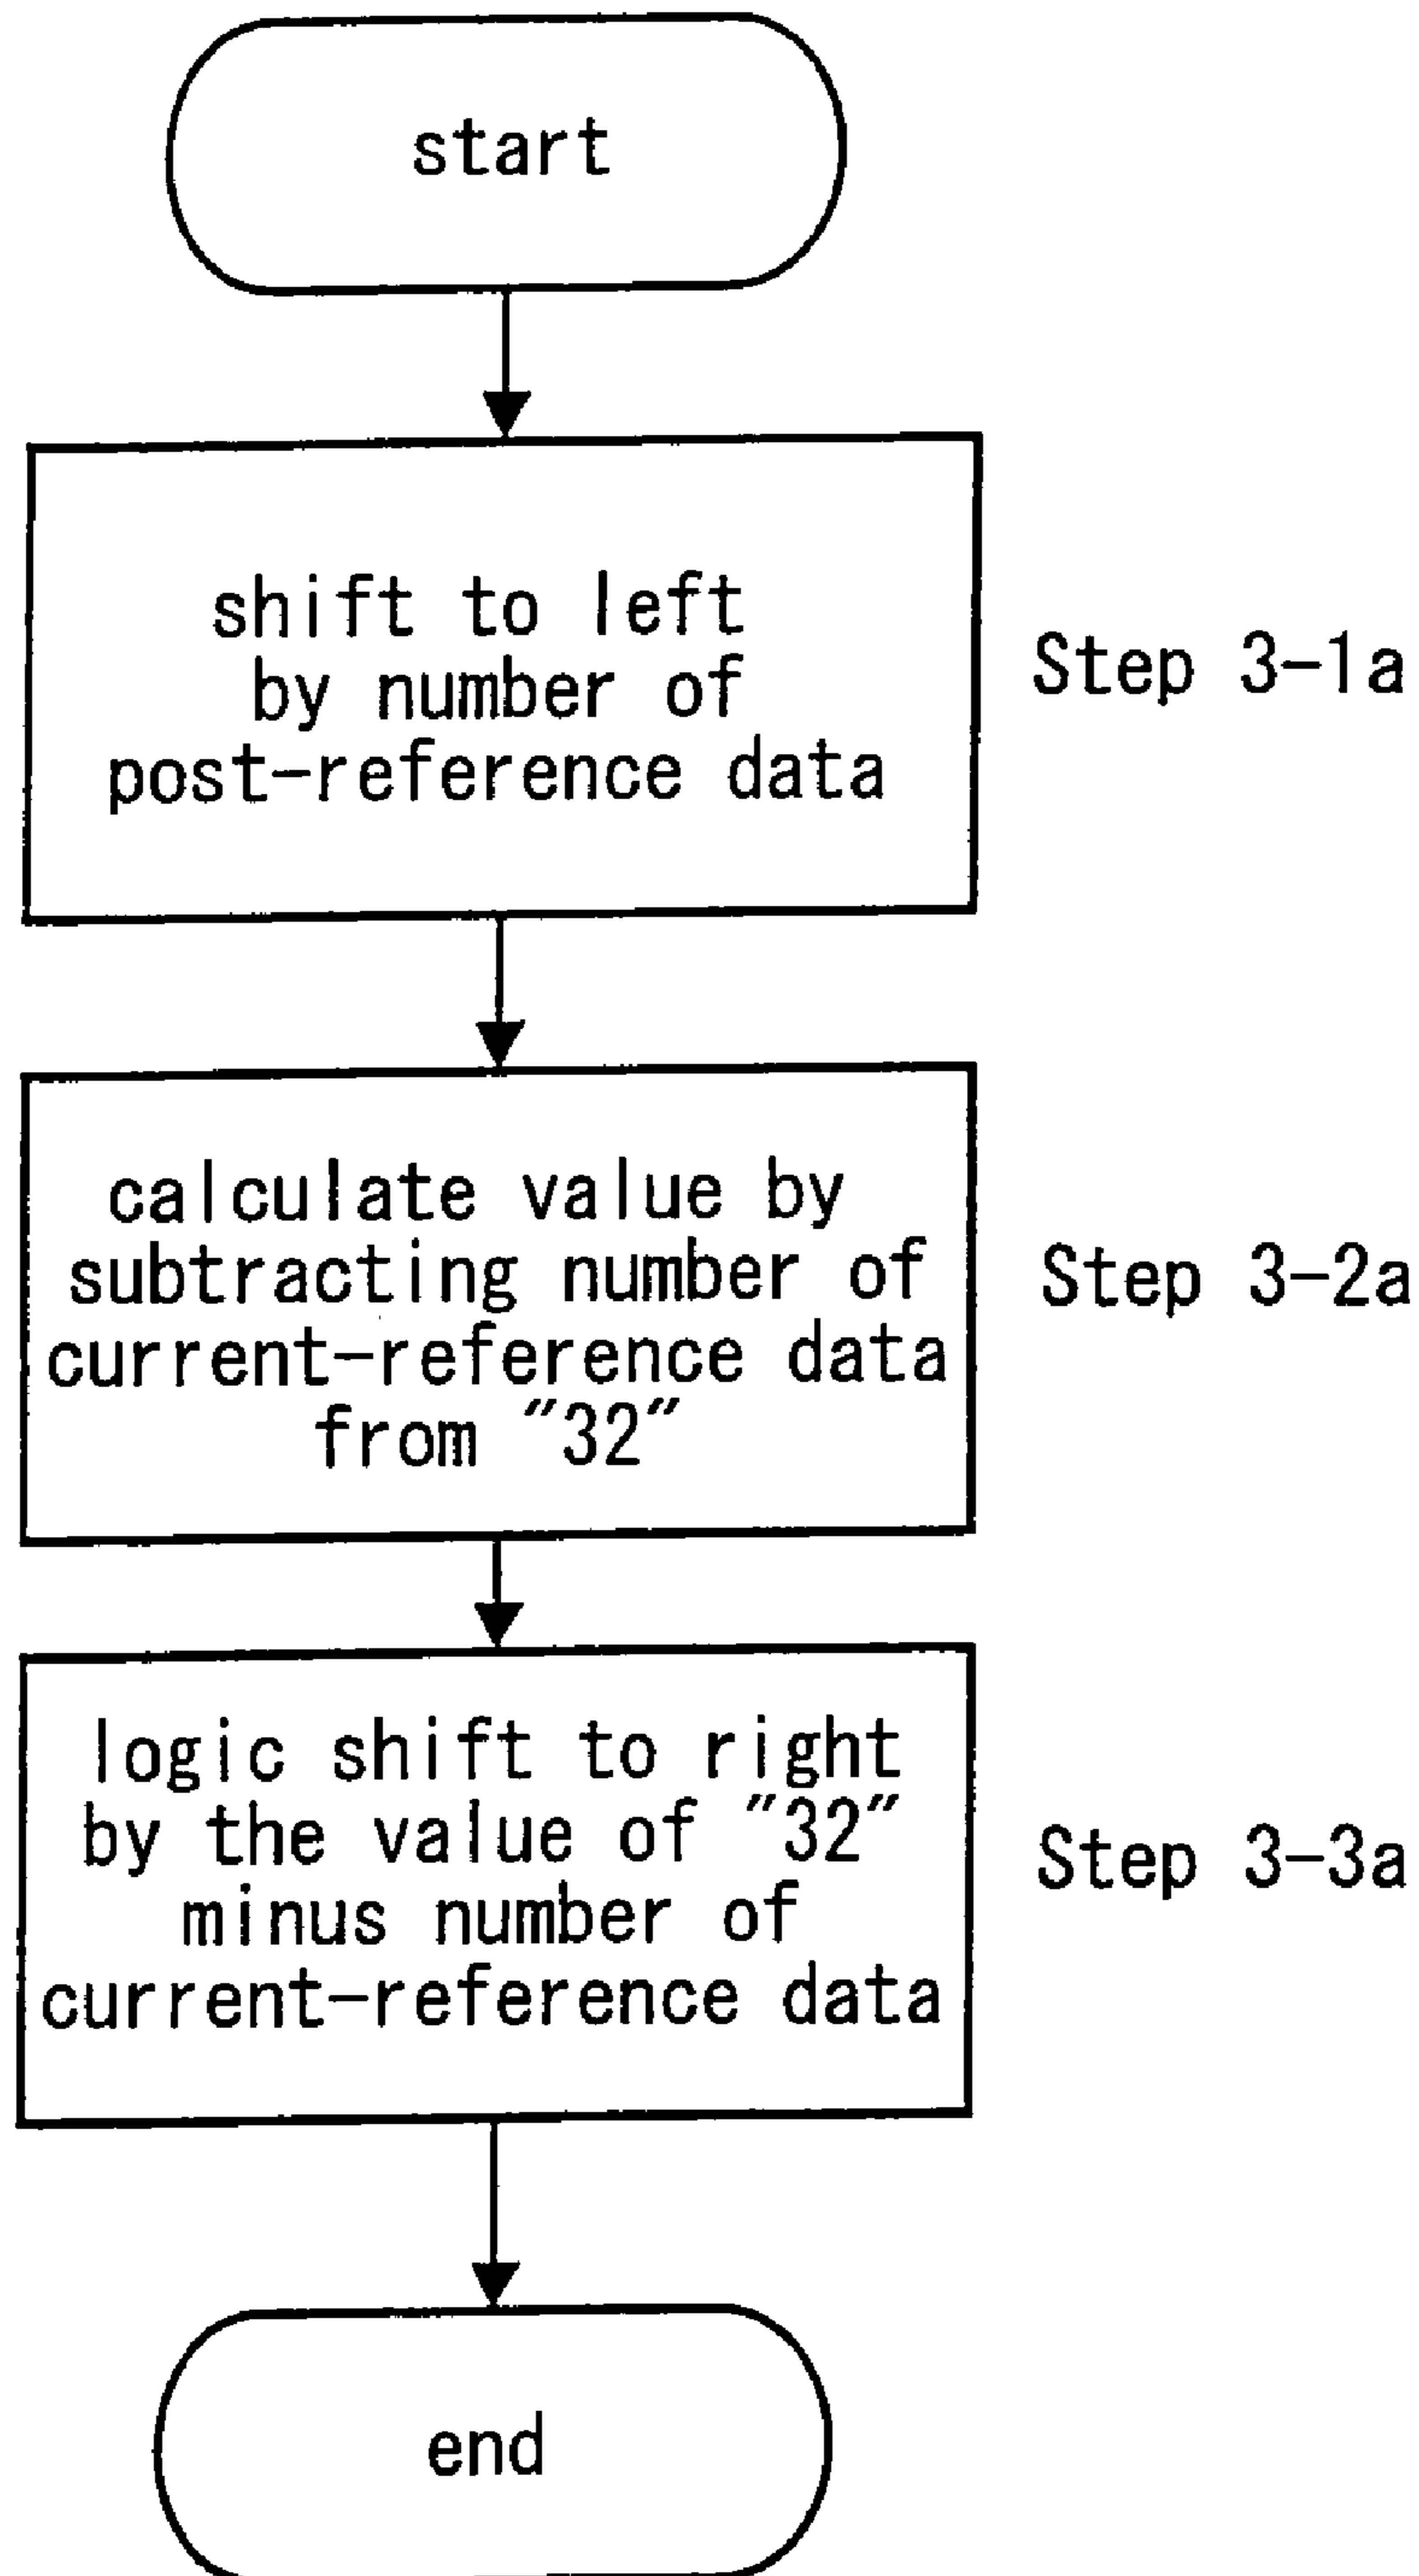 start
shift to left
by number of
post-reference data
Step 3-1a
calculate value by
subtracting number of
current-reference data
from "32"
Step 3-2a
logic shift to right
by the value of "32"
minus number of
current-reference data
Step 3-3a
end